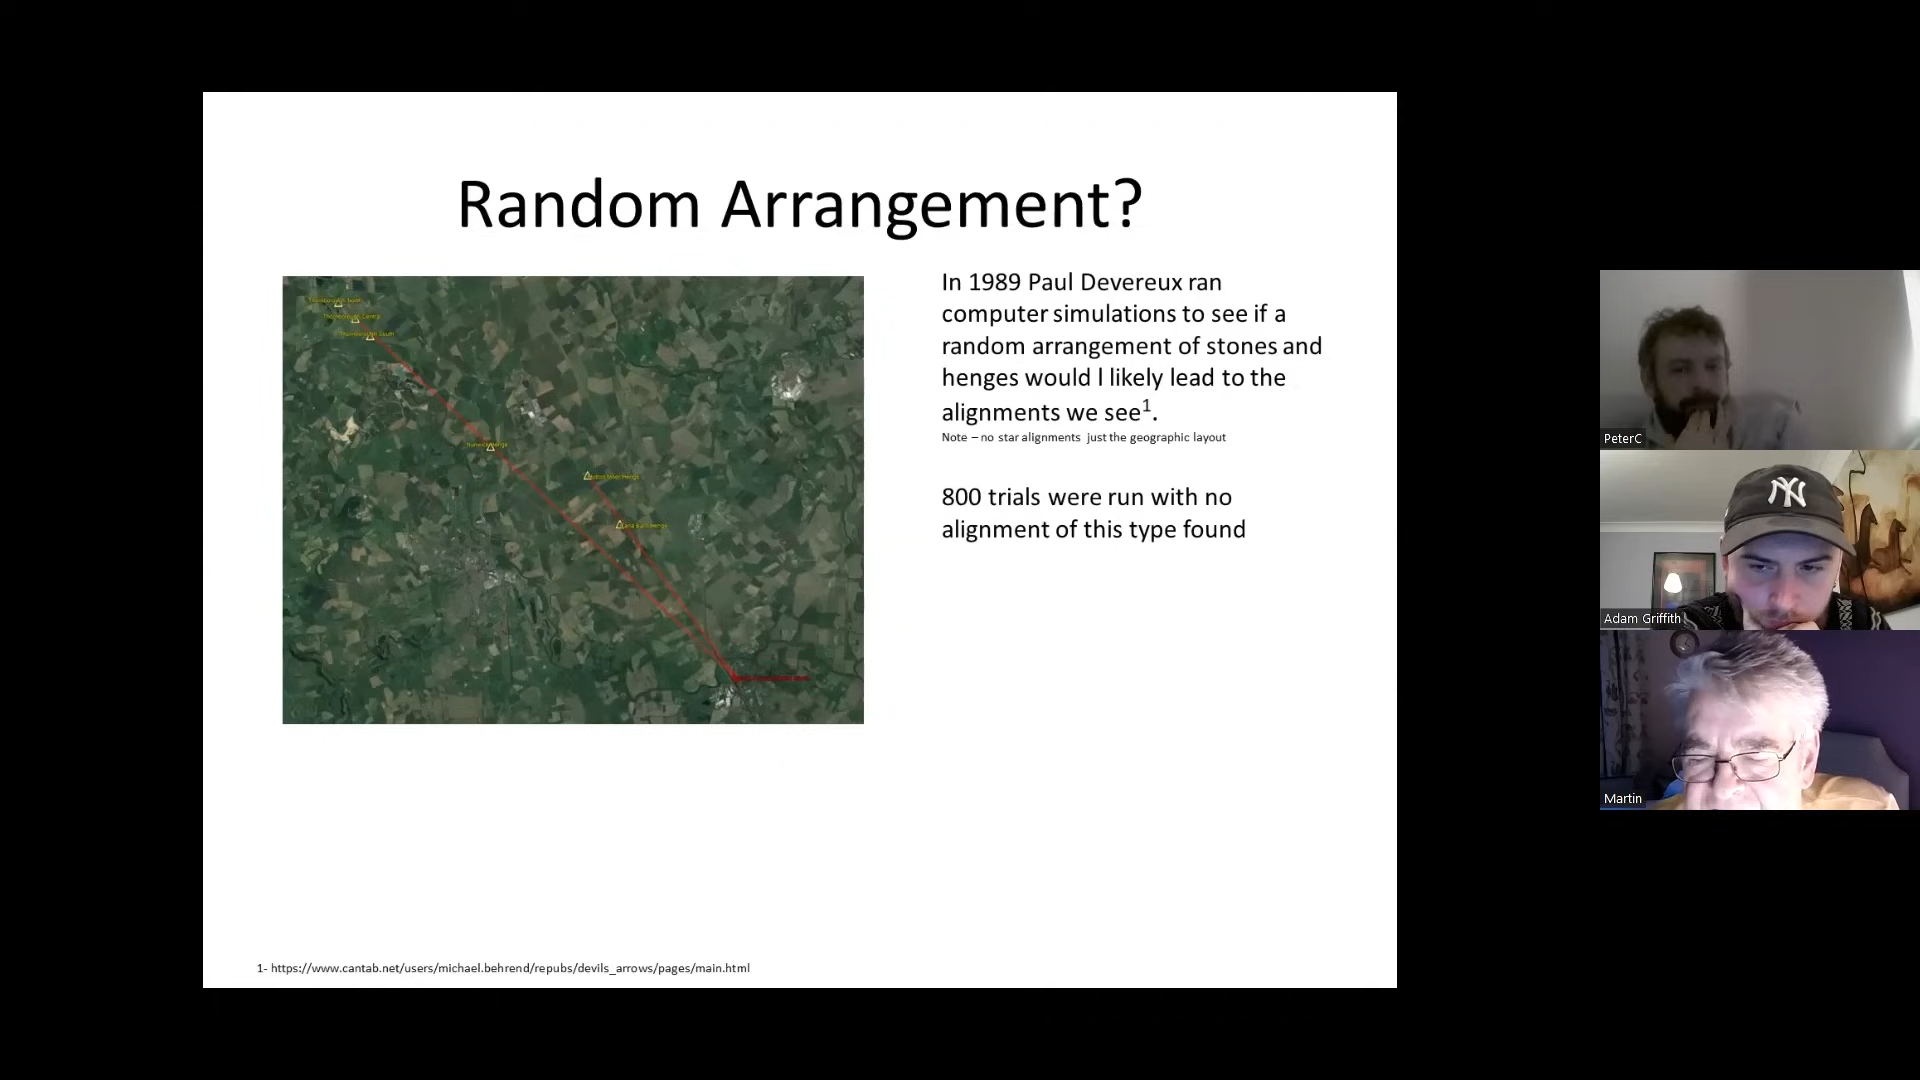 Random Arrangement?
In 1989 Paul Devereux ran
computer simulations to see if a
random arrangement of stones and
henges would l likely lead to the
alignments we see¹.
Note – no star alignments just the geographic layout
800 trials were run with no
alignment of this type found
1- https://www.cantab.net/users/michael.behrend/repubs/devils_arrows/pages/main.html
PeterC
NY
Adam Griffith
Martin